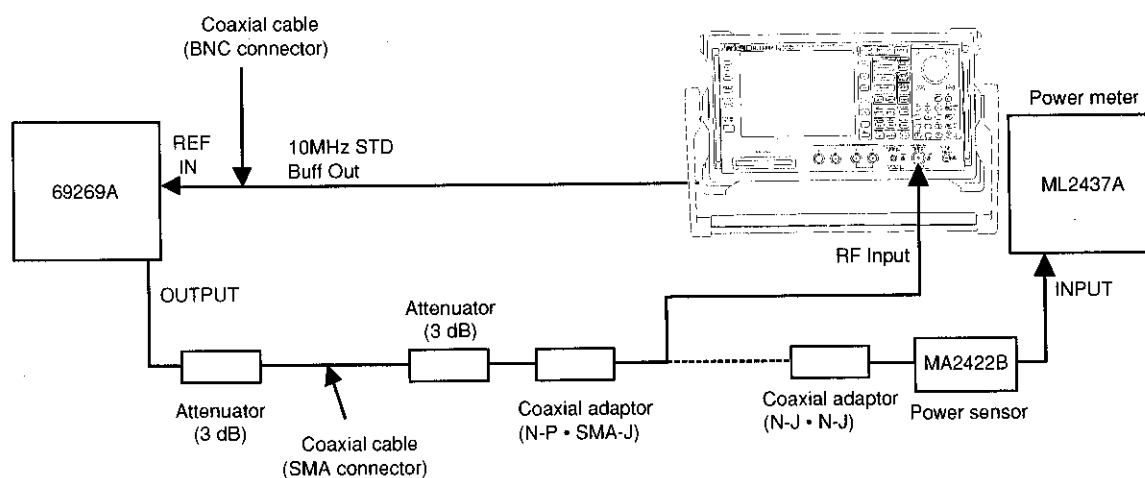 Coaxial cable
(BNC connector)
Power meter
REF
IN
10MHz STD
Buff Out
69269A
ML2437A
RF Input
OUTPUT
INPUT
Attenuator
(3 dB)
MA2422B
Attenuator
(3 dB)
Coaxial adaptor
(N-P • SMA-J)
Coaxial adaptor
(N-J • N-J)
Power sensor
Coaxial cable
(SMA connector)